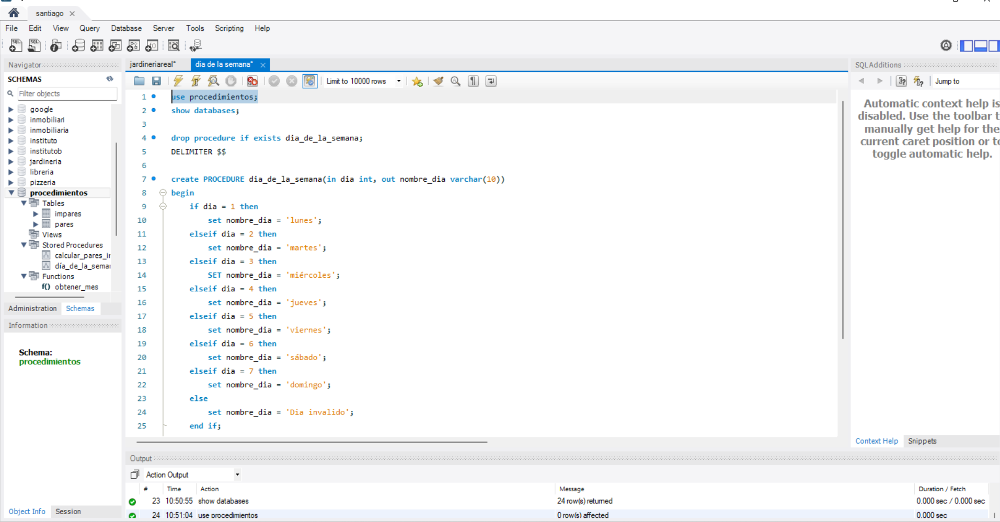 santiago
File Edit View Query Database Server Tools Scripting Help
Navigator
SCHEMAS
Filter objects
google
inmobiliari
inmobiliaria
instituto
institutob
jardineria
libreria
pizzeria
procedimientos
Tables
impares
pares
Views
Stored Procedures
calcular_pares_ir
día_de_la_semar
Functions
f() obtener_mes
Administration Schemas
Information
Schema:
procedimientos
Object Info Session
jardineriareal* dia de la semana*
Limit to 10000 rows
1 use procedimientos;
2 show databases;
3
4 drop procedure if exists dia_de_la_semana;
5 DELIMITER $$
6
7 create PROCEDURE dia_de_la_semana(in dia int, out nombre_dia varchar(10))
8 begin
9 if dia = 1 then
10 set nombre_dia = 'lunes';
11 elseif dia = 2 then
12 set nombre_dia = 'martes';
13 elseif dia = 3 then
14 SET nombre_dia = 'miércoles';
15 elseif dia = 4 then
16 set nombre_dia = 'jueves';
17 elseif dia = 5 then
18 set nombre_dia = 'viernes';
19 elseif dia = 6 then
20 set nombre_dia = 'sábado';
21 elseif dia = 7 then
22 set nombre_dia = 'domingo';
23 else
24 set nombre_dia = 'Dia invalido';
25 end if;
SQLAdditions
Jump to
Automatic context help is
disabled. Use the toolbar t
manually get help for the
current caret position or to
toggle automatic help.
Context Help Snippets
Output
Action Output
# Time Action Message Duration / Fetch
23 10:50:55 show databases 24 row(s) returned 0.000 sec / 0.000 sec
24 10:51:04 use procedimientos 0 row(s) affected 0.000 sec